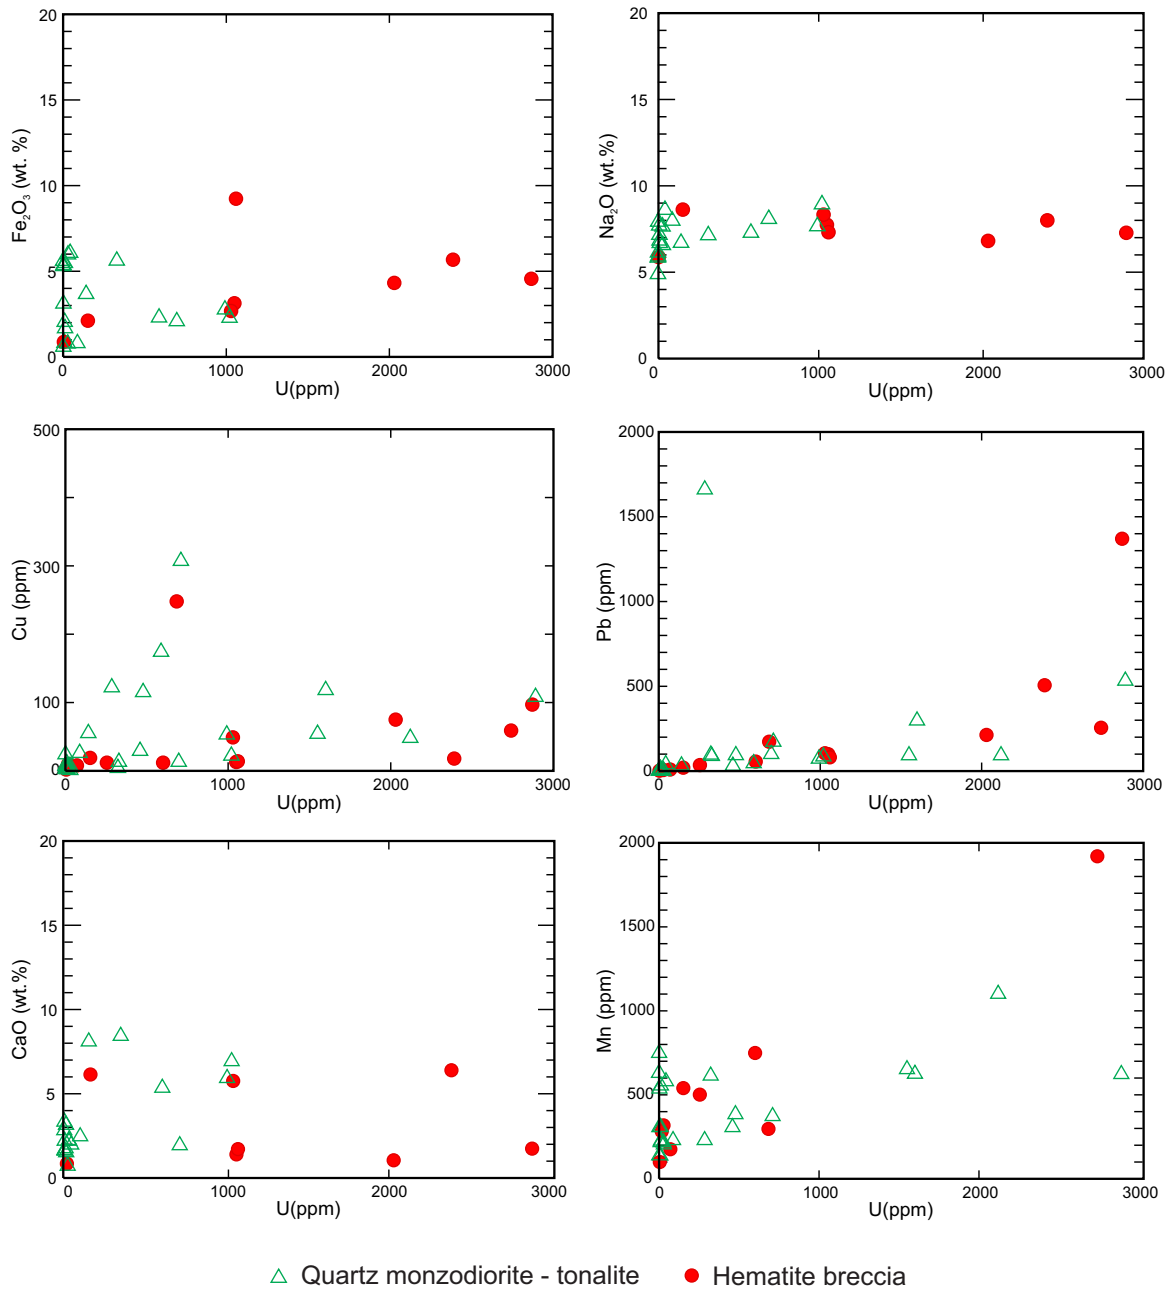 20
15
10
5
0
Fe₂O₃ (wt. %)
0 1000 2000 3000
U(ppm)
20
15
10
5
0
Na₂O (wt. %)
0 1000 2000 3000
U(ppm)
500
300
100
0
Cu (ppm)
0 1000 2000 3000
U(ppm)
2000
1500
1000
500
0
Pb (ppm)
0 1000 2000 3000
U(ppm)
20
15
10
5
0
CaO (wt.%)
0 1000 2000 3000
U(ppm)
2000
1500
1000
500
0
Mn (ppm)
0 1000 2000 3000
U(ppm)
Quartz monzodiorite - tonalite Hematite breccia